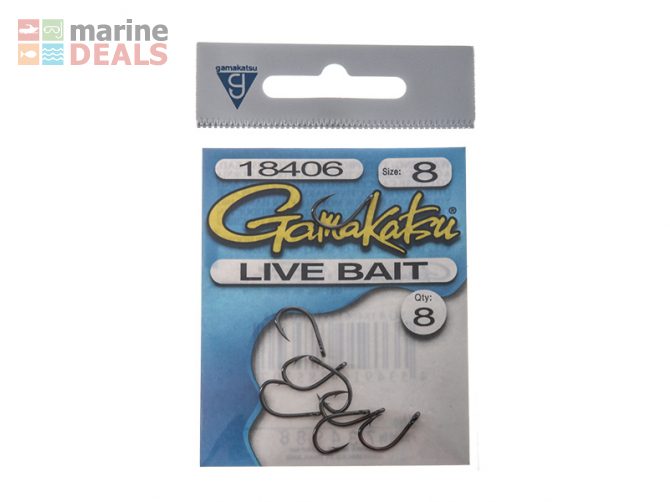 marine
DEALS
gamakatsu
g
18406
Size: 8
Gamakatsu®
LIVE BAIT
Qty:
8